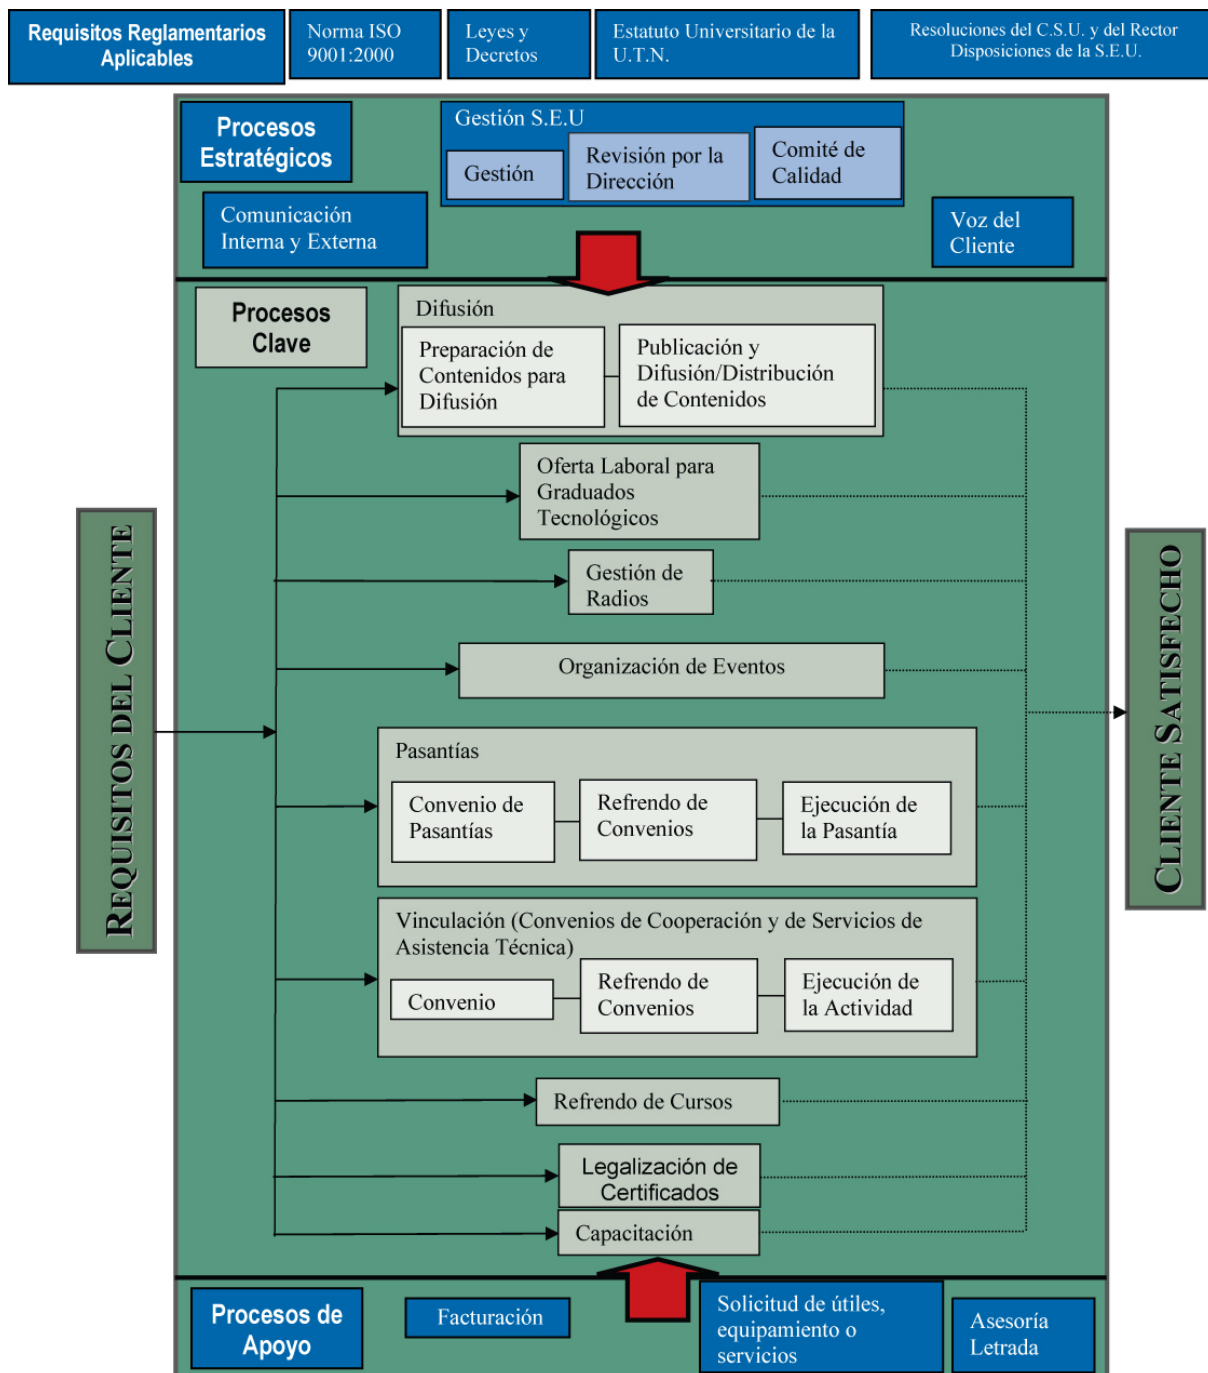 Requisitos Reglamentarios
Aplicables
Norma ISO
9001:2000
Leyes y
Decretos
Estatuto Universitario de la
U.T.N.
Resoluciones del C.S.U. y del Rector
Disposiciones de la S.E.U.
Procesos
Estratégicos
Gestión S.E.U
Gestión
Revisión por la
Dirección
Comité de
Calidad
Comunicación
Interna y Externa
Voz del
Cliente
Procesos
Clave
Difusión
Preparación de
Contenidos para
Difusión
Publicación y
Difusión/Distribución
de Contenidos
Oferta Laboral para
Graduados
Tecnológicos
Gestión de
Radios
Organización de Eventos
REQUISITOS DEL CLIENTE
CLIENTE SATISFECHO
Pasantías
Convenio de
Pasantías
Refrendo de
Convenios
Ejecución de
la Pasantía
Vinculación (Convenios de Cooperación y de Servicios de
Asistencia Técnica)
Convenio
Refrendo de
Convenios
Ejecución de
la Actividad
Refrendo de Cursos
Legalización de
Certificados
Capacitación
Procesos de
Apoyo
Facturación
Solicitud de útiles,
equipamiento o
servicios
Asesoría
Letrada